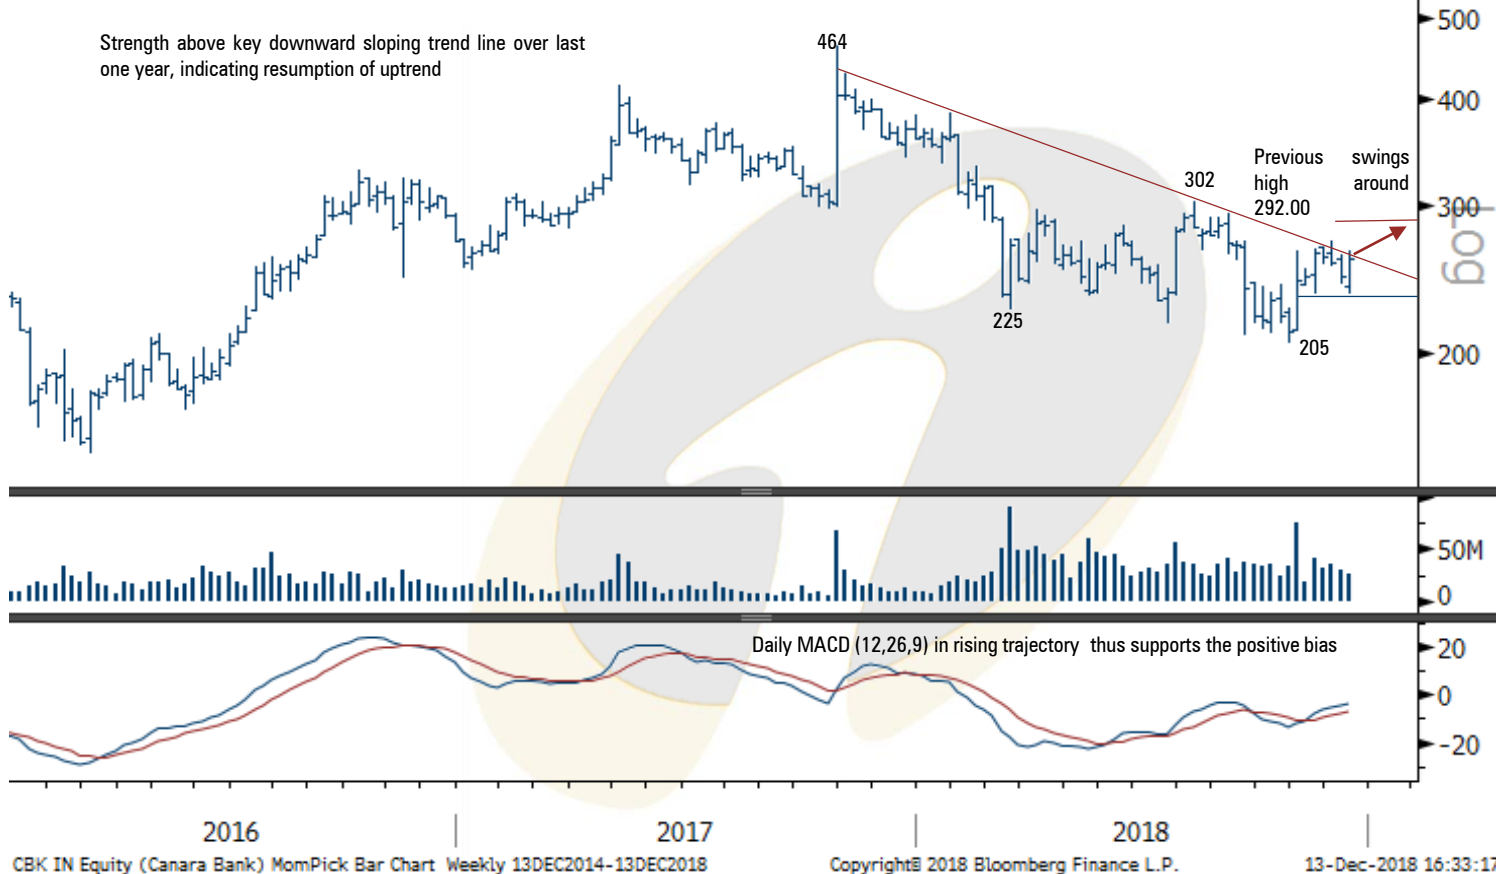 Strength above key downward sloping trend line over last
one year, indicating resumption of uptrend
464
302
Previous swings
high around
292.00
225
205
500
400
300
200
Log
50M
0
Daily MACD (12,26,9) in rising trajectory thus supports the positive bias
20
0
-20
2016 2017 2018
CBK IN Equity (Canara Bank) MomPick Bar Chart Weekly 13DEC2014-13DEC2018 Copyright© 2018 Bloomberg Finance L.P. 13-Dec-2018 16:33:17